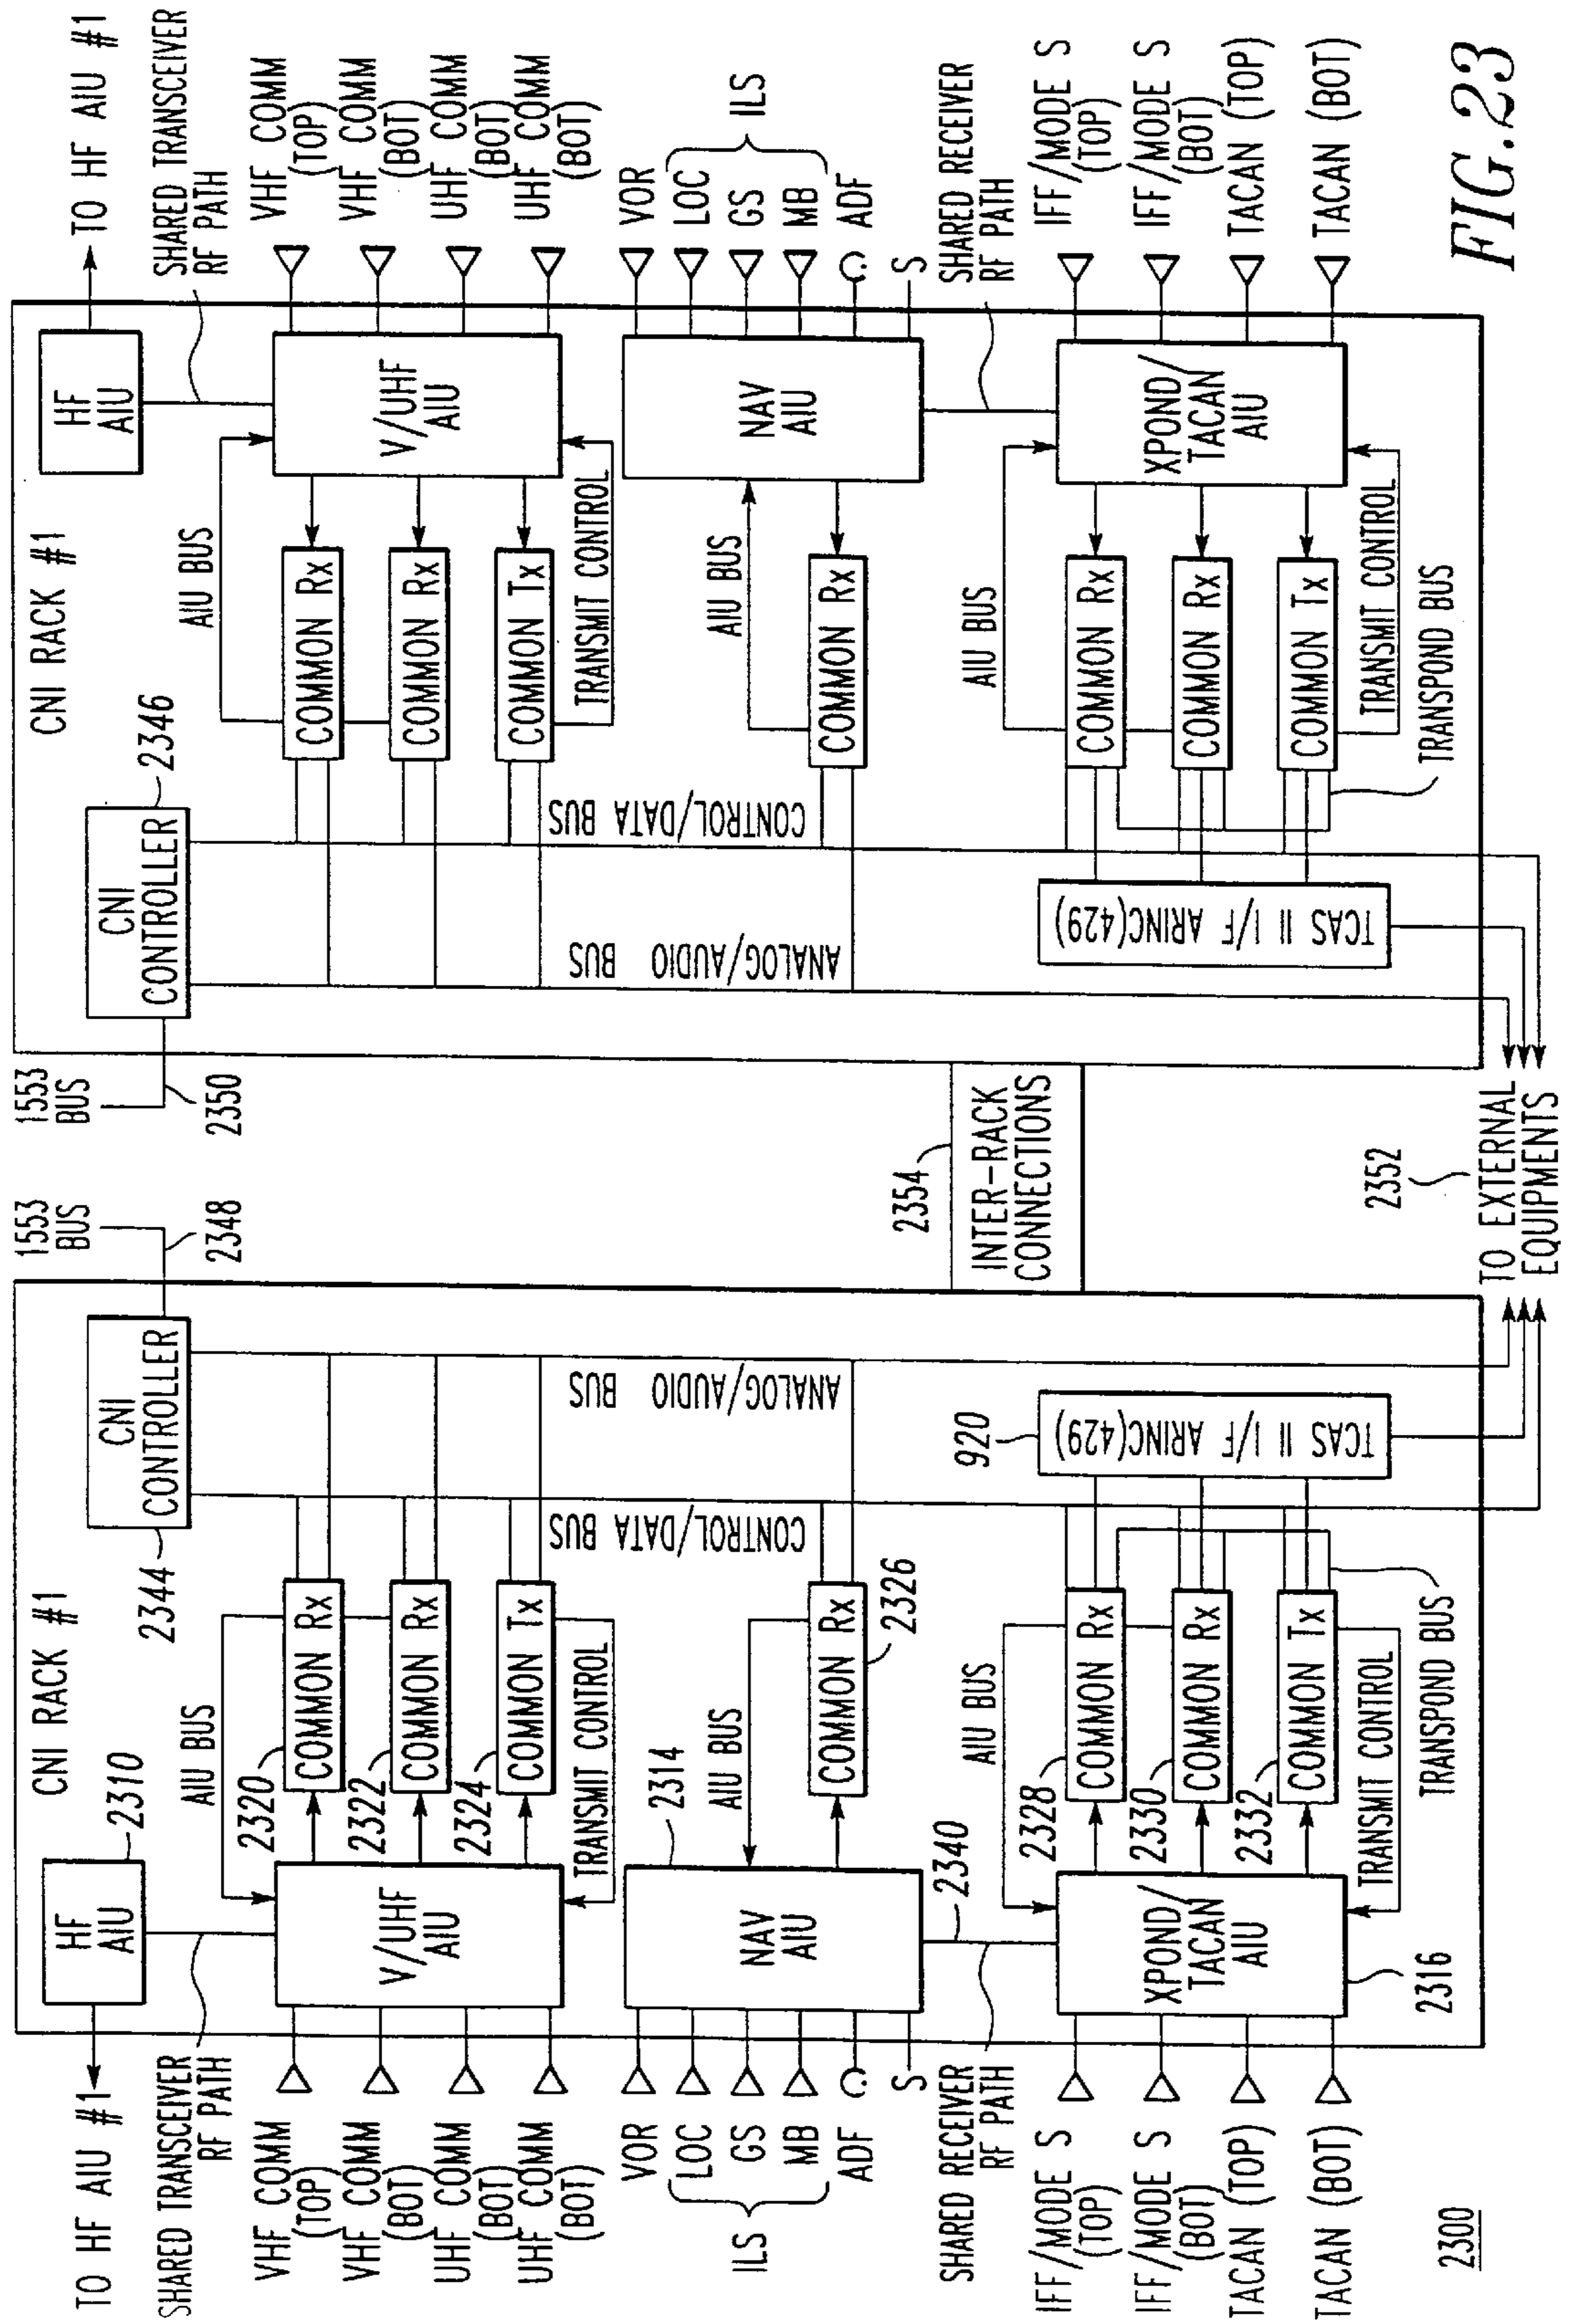 TO HF AIU #1
SHARED TRANSCEIVER
RF PATH
VHF COMM
(TOP)
VHF COMM
(BOT)
UHF COMM
(BOT)
UHF COMM
(BOT)
VOR
LOC
GS
MB
ILS
ADF
S
SHARED RECEIVER
RF PATH
IFF/MODE S
(TOP)
IFF/MODE S
(BOT)
TACAN (TOP)
TACAN (BOT)
2300
CNI RACK #1
HF
AIU
2310
V/UHF
AIU
AIU BUS
2320
COMMON Rx
2322
COMMON Rx
2324
COMMON Tx
TRANSMIT CONTROL
NAV
AIU
2314
AIU BUS
COMMON Rx
2326
2340
XPOND/
TACAN
AIU
2316
AIU BUS
2328
COMMON Rx
2330
COMMON Rx
2332
COMMON Tx
TRANSMIT CONTROL
TRANSPOND BUS
CNI
CONTROLLER
2344
CONTROL/DATA BUS
ANALOG/AUDIO BUS
920
TCAS II I/F ARINC(429)
1553
BUS
2348
2354
INTER-RACK
CONNECTIONS
2352
TO EXTERNAL
EQUIPMENTS
1553
BUS
2350
CNI RACK #1
CNI
CONTROLLER
2346
ANALOG/AUDIO BUS
CONTROL/DATA BUS
TCAS II I/F ARINC(429)
HF
AIU
AIU BUS
COMMON Rx
COMMON Rx
COMMON Tx
TRANSMIT CONTROL
V/UHF
AIU
AIU BUS
COMMON Rx
NAV
AIU
AIU BUS
COMMON Rx
COMMON Rx
COMMON Tx
TRANSMIT CONTROL
TRANSPOND BUS
XPOND/
TACAN
AIU
TO HF AIU #1
SHARED TRANSCEIVER
RF PATH
VHF COMM
(TOP)
VHF COMM
(BOT)
UHF COMM
(BOT)
UHF COMM
(BOT)
VOR
LOC
GS
MB
ILS
ADF
S
SHARED RECEIVER
RF PATH
IFF/MODE S
(TOP)
IFF/MODE S
(BOT)
TACAN (TOP)
TACAN (BOT)
FIG.23